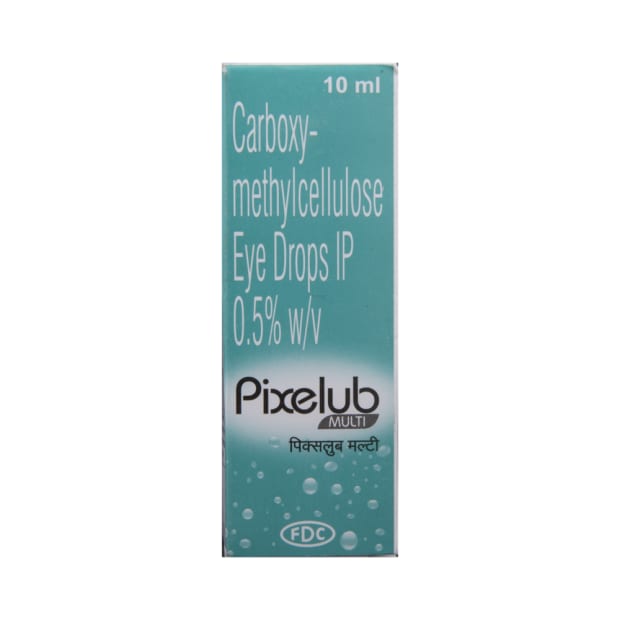 10 ml
Carboxy-
methylcellulose
Eye Drops IP
0.5% w/v
Pixelub
MULTI
पिक्सलुब मल्टी
FDC